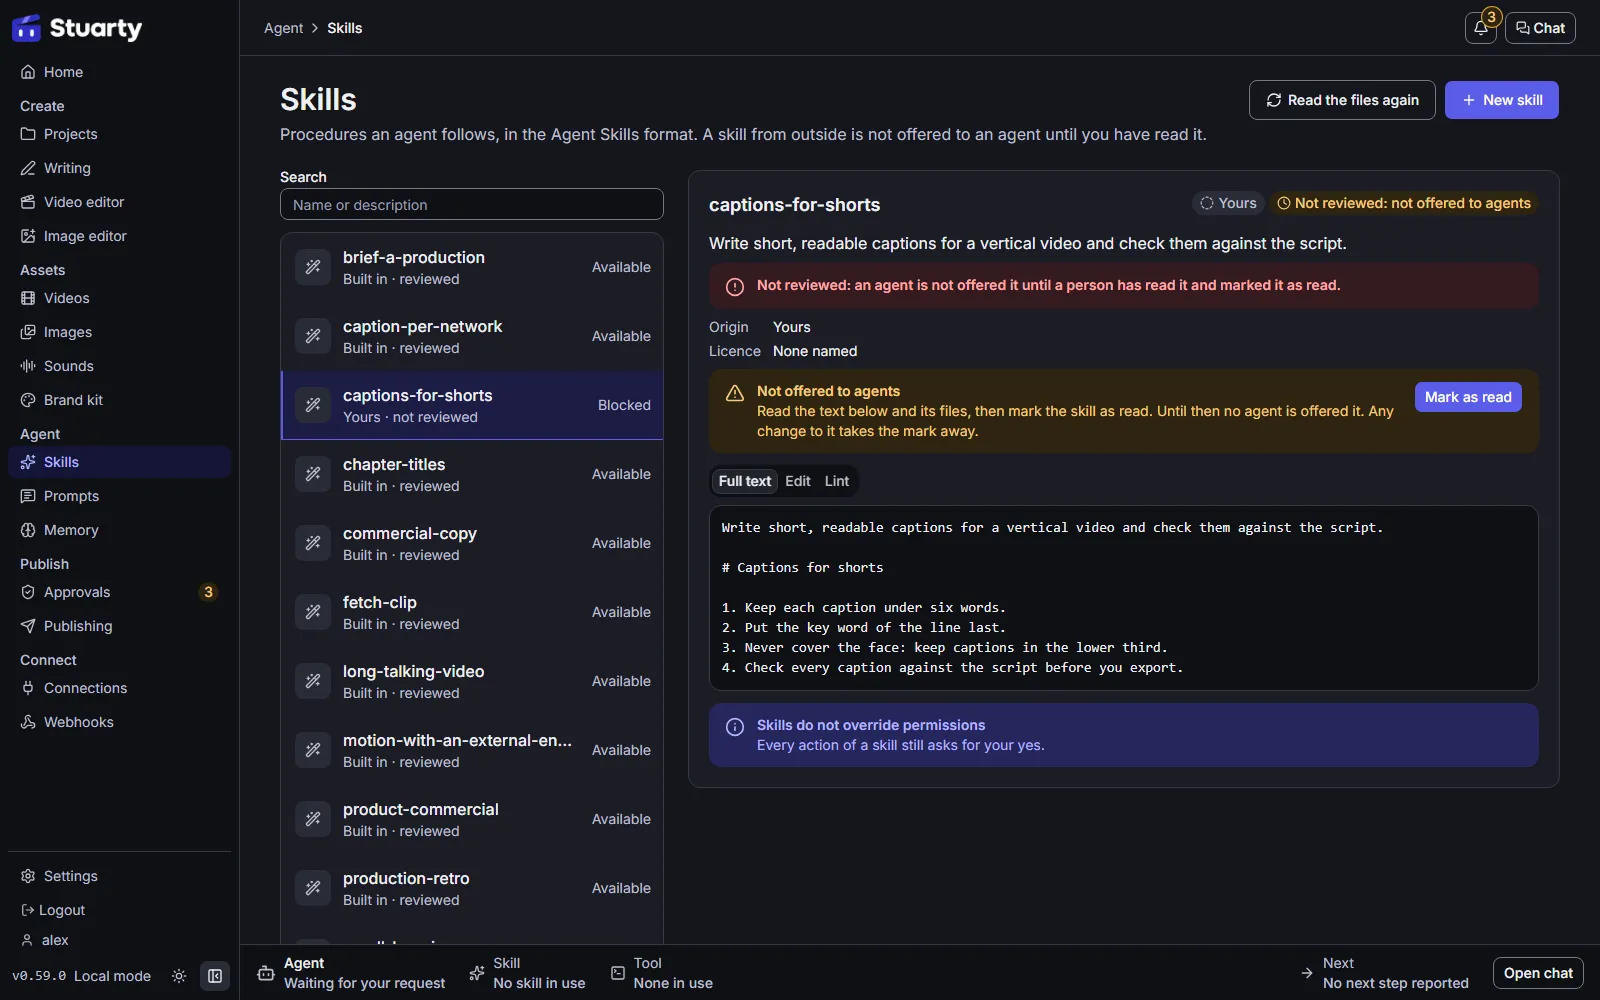 Stuarty
Home
Create
Projects
Writing
Video editor
Image editor
Assets
Videos
Images
Sounds
Brand kit
Agent
Skills
Prompts
Memory
Publish
Approvals 3
Publishing
Connect
Connections
Webhooks
Settings
Logout
alex
v0.59.0 Local mode
Agent > Skills
3
Chat
Skills
Procedures an agent follows, in the Agent Skills format. A skill from outside is not offered to an agent until you have read it.
Read the files again
+ New skill
Search
Name or description
brief-a-production
Built in · reviewed
Available
caption-per-network
Built in · reviewed
Available
captions-for-shorts
Yours · not reviewed
Blocked
chapter-titles
Built in · reviewed
Available
commercial-copy
Built in · reviewed
Available
fetch-clip
Built in · reviewed
Available
long-talking-video
Built in · reviewed
Available
motion-with-an-external-en...
Built in · reviewed
Available
product-commercial
Built in · reviewed
Available
production-retro
Built in · reviewed
Available
captions-for-shorts
Yours
Not reviewed: not offered to agents
Write short, readable captions for a vertical video and check them against the script.
Not reviewed: an agent is not offered it until a person has read it and marked it as read.
Origin Yours
Licence None named
Not offered to agents
Read the text below and its files, then mark the skill as read. Until then no agent is offered it. Any
change to it takes the mark away.
Mark as read
Full text Edit Lint
Write short, readable captions for a vertical video and check them against the script.
# Captions for shorts
1. Keep each caption under six words.
2. Put the key word of the line last.
3. Never cover the face: keep captions in the lower third.
4. Check every caption against the script before you export.
Skills do not override permissions
Every action of a skill still asks for your yes.
Agent
Waiting for your request
Skill
No skill in use
Tool
None in use
Next
No next step reported
Open chat